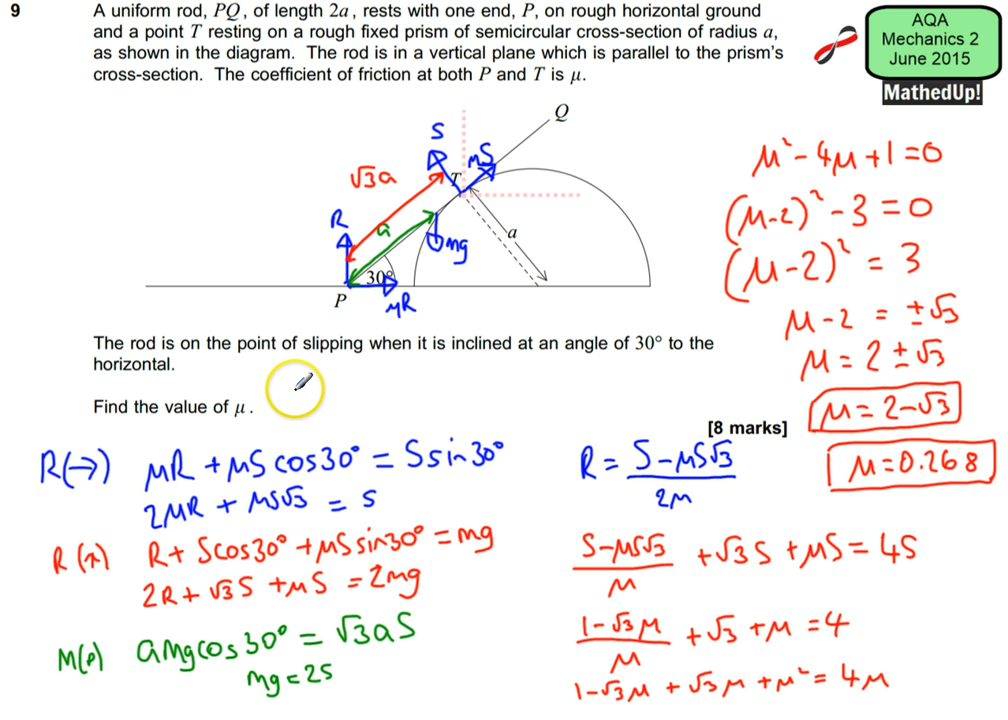 9
A uniform rod, PQ, of length 2a, rests with one end, P, on rough horizontal ground
and a point T resting on a rough fixed prism of semicircular cross-section of radius a,
as shown in the diagram. The rod is in a vertical plane which is parallel to the prism's
cross-section. The coefficient of friction at both P and T is μ.
AQA
Mechanics 2
June 2015
MathedUp!
Q
S
μS
T
√3a
R
a
mg
a
30°
P
μR
The rod is on the point of slipping when it is inclined at an angle of 30° to the
horizontal.
Find the value of μ.
[8 marks]
R(→) μR + μS cos30° = S sin 30°
2μR + μS√3 = S
R(↑) R + S cos30° + μS sin30° = mg
2R + √3 S + μS = 2mg
M(P) amg cos 30° = √3aS
mg = 2S
R = S - μS√3 / 2μ
S - μS√3 / μ + √3 S + μS = 4S
1 - √3μ / μ + √3 + μ = 4
1 - √3μ + √3μ + μ² = 4μ
μ² - 4μ + 1 = 0
(μ-2)² - 3 = 0
(μ-2)² = 3
μ - 2 = ±√3
μ = 2 ± √3
μ = 2 - √3
μ = 0.268